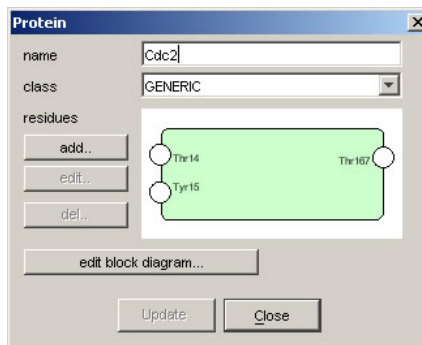 Protein
name Cdc2
class GENERIC
residues
add..
edit..
del..
Thr14 Thr167
Tyr15
edit block diagram...
Update Close